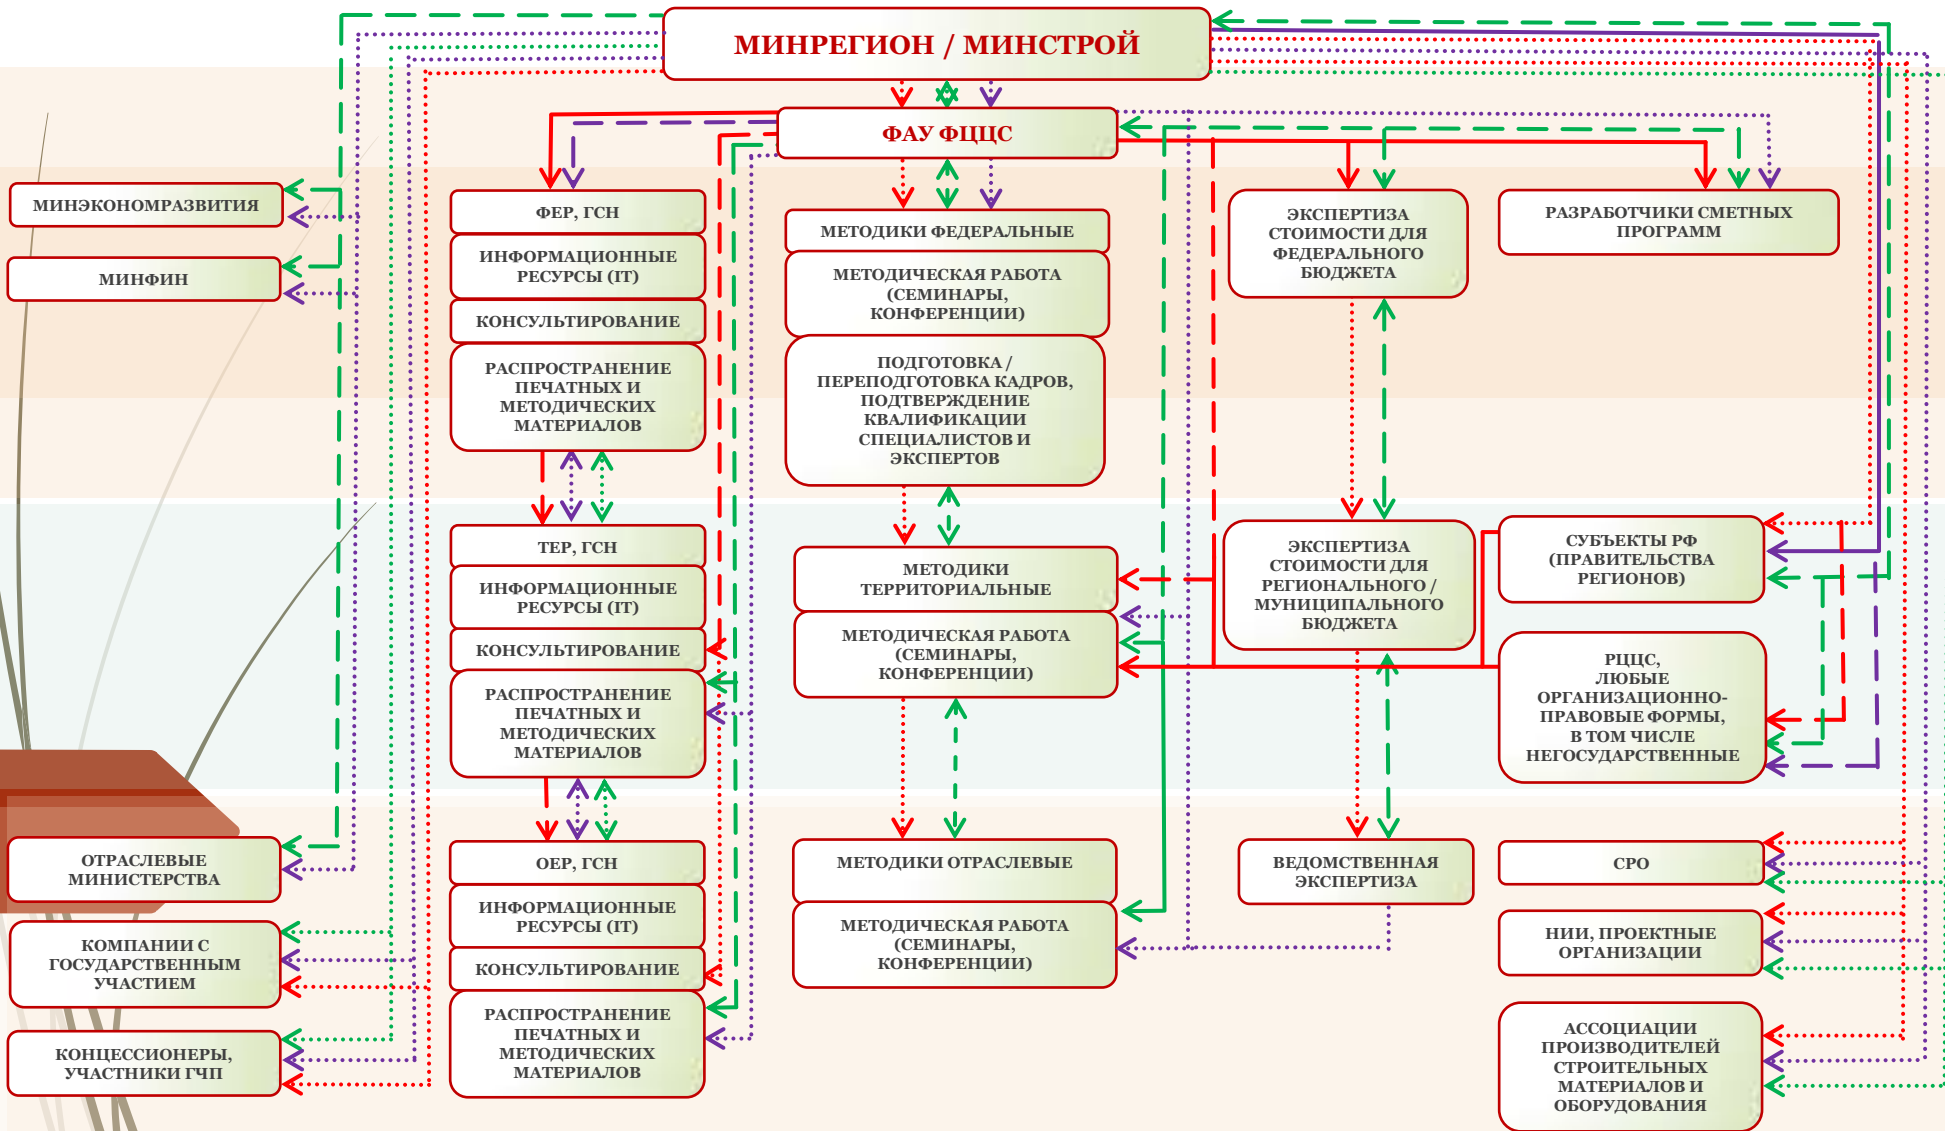 МИНРЕГИОН / МИНСТРОЙ
ФАУ ФЦЦС
МИНЭКОНОМРАЗВИТИЯ
МИНФИН
ОТРАСЛЕВЫЕ
МИНИСТЕРСТВА
КОМПАНИИ С
ГОСУДАРСТВЕННЫМ
УЧАСТИЕМ
КОНЦЕССИОНЕРЫ,
УЧАСТНИКИ ГЧП
ФЕР, ГСН
ИНФОРМАЦИОННЫЕ
РЕСУРСЫ (IT)
КОНСУЛЬТИРОВАНИЕ
РАСПРОСТРАНЕНИЕ
ПЕЧАТНЫХ И
МЕТОДИЧЕСКИХ
МАТЕРИАЛОВ
ТЕР, ГСН
ИНФОРМАЦИОННЫЕ
РЕСУРСЫ (IT)
КОНСУЛЬТИРОВАНИЕ
РАСПРОСТРАНЕНИЕ
ПЕЧАТНЫХ И
МЕТОДИЧЕСКИХ
МАТЕРИАЛОВ
ОЕР, ГСН
ИНФОРМАЦИОННЫЕ
РЕСУРСЫ (IT)
КОНСУЛЬТИРОВАНИЕ
РАСПРОСТРАНЕНИЕ
ПЕЧАТНЫХ И
МЕТОДИЧЕСКИХ
МАТЕРИАЛОВ
МЕТОДИКИ ФЕДЕРАЛЬНЫЕ
МЕТОДИЧЕСКАЯ РАБОТА
(СЕМИНАРЫ,
КОНФЕРЕНЦИИ)
ПОДГОТОВКА /
ПЕРЕПОДГОТОВКА КАДРОВ,
ПОДТВЕРЖДЕНИЕ
КВАЛИФИКАЦИИ
СПЕЦИАЛИСТОВ И
ЭКСПЕРТОВ
МЕТОДИКИ
ТЕРРИТОРИАЛЬНЫЕ
МЕТОДИЧЕСКАЯ РАБОТА
(СЕМИНАРЫ,
КОНФЕРЕНЦИИ)
МЕТОДИКИ ОТРАСЛЕВЫЕ
МЕТОДИЧЕСКАЯ РАБОТА
(СЕМИНАРЫ,
КОНФЕРЕНЦИИ)
ЭКСПЕРТИЗА
СТОИМОСТИ ДЛЯ
ФЕДЕРАЛЬНОГО
БЮДЖЕТА
ЭКСПЕРТИЗА
СТОИМОСТИ ДЛЯ
РЕГИОНАЛЬНОГО /
МУНИЦИПАЛЬНОГО
БЮДЖЕТА
ВЕДОМСТВЕННАЯ
ЭКСПЕРТИЗА
РАЗРАБОТЧИКИ СМЕТНЫХ
ПРОГРАММ
СУБЪЕКТЫ РФ
(ПРАВИТЕЛЬСТВА
РЕГИОНОВ)
РЦЦС,
ЛЮБЫЕ
ОРГАНИЗАЦИОННО-
ПРАВОВЫЕ ФОРМЫ,
В ТОМ ЧИСЛЕ
НЕГОСУДАРСТВЕННЫЕ
СРО
НИИ, ПРОЕКТНЫЕ
ОРГАНИЗАЦИИ
АССОЦИАЦИИ
ПРОИЗВОДИТЕЛЕЙ
СТРОИТЕЛЬНЫХ
МАТЕРИАЛОВ И
ОБОРУДОВАНИЯ